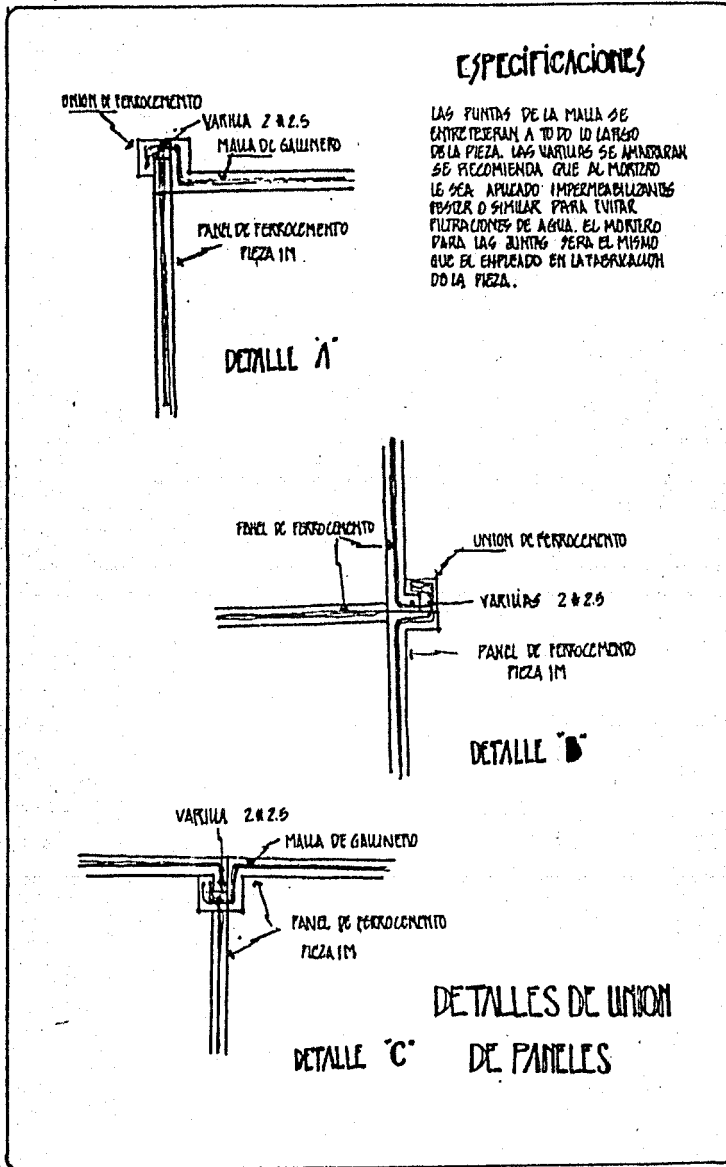 ESPECIFICACIONES
LAS PUNTAS DE LA MALLA SE
ENTRETEJERAN A TODO LO LARGO
DE LA PIEZA. LAS VARILLAS SE AMARRARAN
SE RECOMIENDA QUE AL MORTERO
LE SEA APLICADO IMPERMEABILIZANTE
FESTER O SIMILAR PARA EVITAR
FILTRACIONES DE AGUA. EL MORTERO
PARA LAS JUNTAS SERA EL MISMO
QUE EL EMPLEADO EN LA FABRICACION
DE LA PIEZA.
UNION DE FERROCEMENTO
VARILLA 2 # 2.5
MALLA DE GALLINERO
PANEL DE FERROCEMENTO
PIEZA 1M
DETALLE "A"
PANEL DE FERROCEMENTO
UNION DE FERROCEMENTO
VARILLAS 2 # 2.5
PANEL DE FERROCEMENTO
PIEZA 1M
DETALLE "B"
VARILLA 2 # 2.5
MALLA DE GALLINERO
PANEL DE FERROCEMENTO
PIEZA 1M
DETALLE "C"
DETALLES DE UNION
DE PANELES